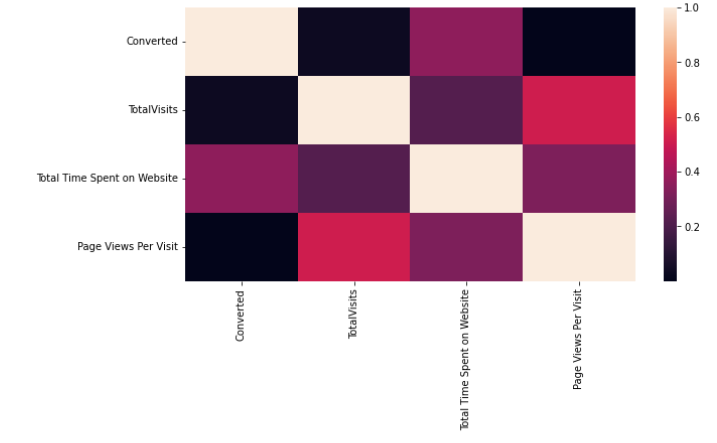 Converted
TotalVisits
Total Time Spent on Website
Page Views Per Visit
Converted
TotalVisits
Total Time Spent on Website
Page Views Per Visit
1.0
0.8
0.6
0.4
0.2